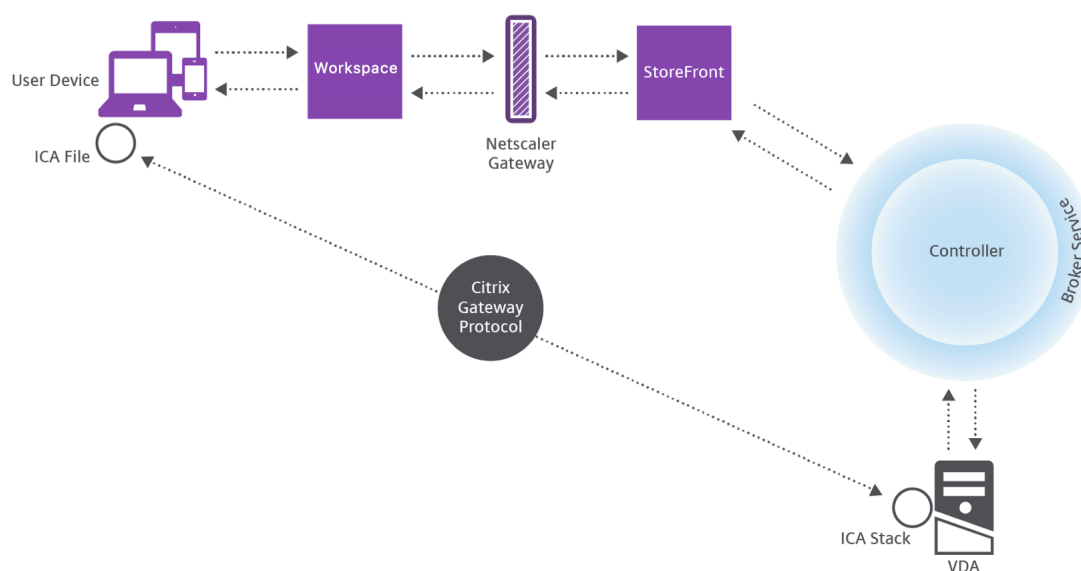 User Device
Workspace
StoreFront
Netscaler
Gateway
ICA File
Controller
Broker Service
Citrix
Gateway
Protocol
ICA Stack
VDA